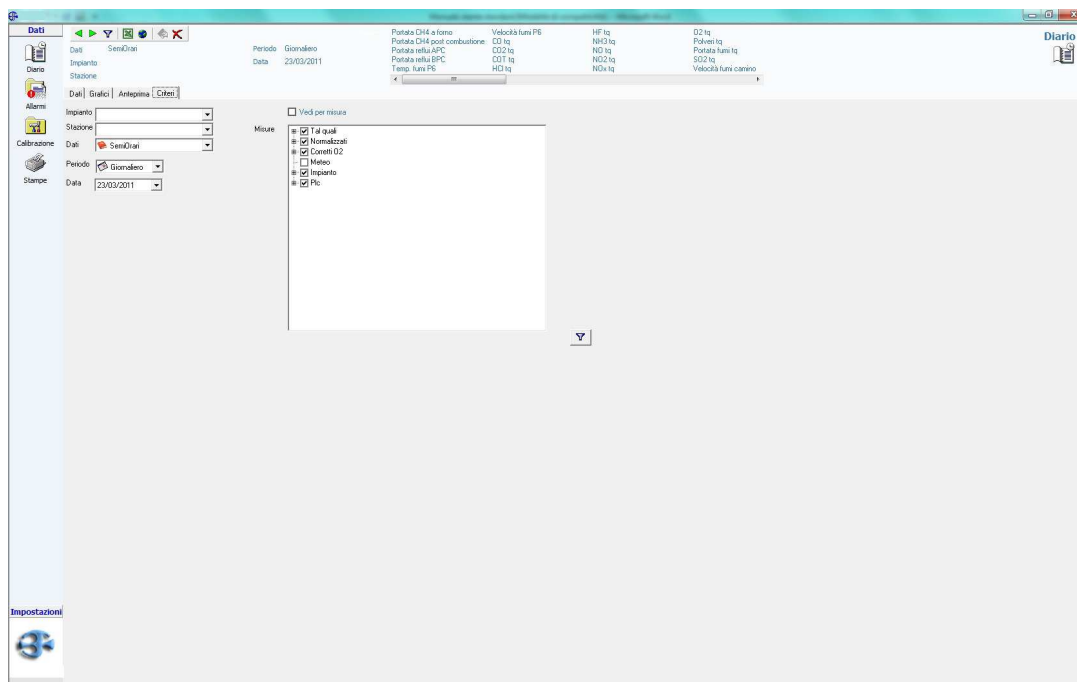 Dati
Diario
Allarmi
Calibrazione
Stampe
Impostazioni
Dati SemiOrari
Impianto
Stazione
Periodo Giornaliero
Data 23/03/2011
Portata CH4 a forno Velocità fumi P6 HF tq O2 tq
Portata CH4 post combustione CO tq NH3 tq Polveri tq
Portata reflui APC CO2 tq NO tq Portata fumi tq
Portata reflui BPC COT tq NO2 tq SO2 tq
Temp. fumi P6 HCl tq NOx tq Velocità fumi camino
Diario
Dati Grafici Anteprima Criteri
Impianto
Stazione
Dati SemiOrari
Periodo Giornaliero
Data 23/03/2011
Vedi per misura
Misure
Tal quali
Normalizzati
Corretti O2
Meteo
Impianto
Plc